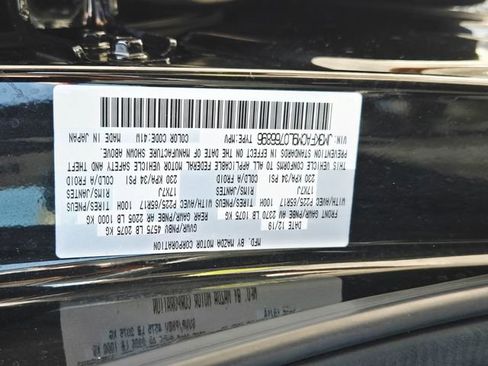 MFD. BY MAZDA MOTOR CORPORATION
DATE: 12/19
GVWR/PNBV 4575 LB 2075 KG
FRONT GAWR/PNBE AV 2370 LB 1075 KG
REAR GAWR/PNBE AR 2205 LB 1000 KG
WITH/AVEC P225/65R17 100H TIRES/PNEUS
WITH/AVEC P225/65R17 100H TIRES/PNEUS
17X7J RIMS/JANTES
17X7J RIMS/JANTES
230 KPA/34 PSI COLD/A FROID
230 KPA/34 PSI COLD/A FROID
THIS VEHICLE CONFORMS TO ALL APPLICABLE FEDERAL MOTOR VEHICLE SAFETY AND THEFT
PREVENTION STANDARDS IN EFFECT ON THE DATE OF MANUFACTURE SHOWN ABOVE
TYPE:MPV COLOR CODE:41W MADE IN JAPAN